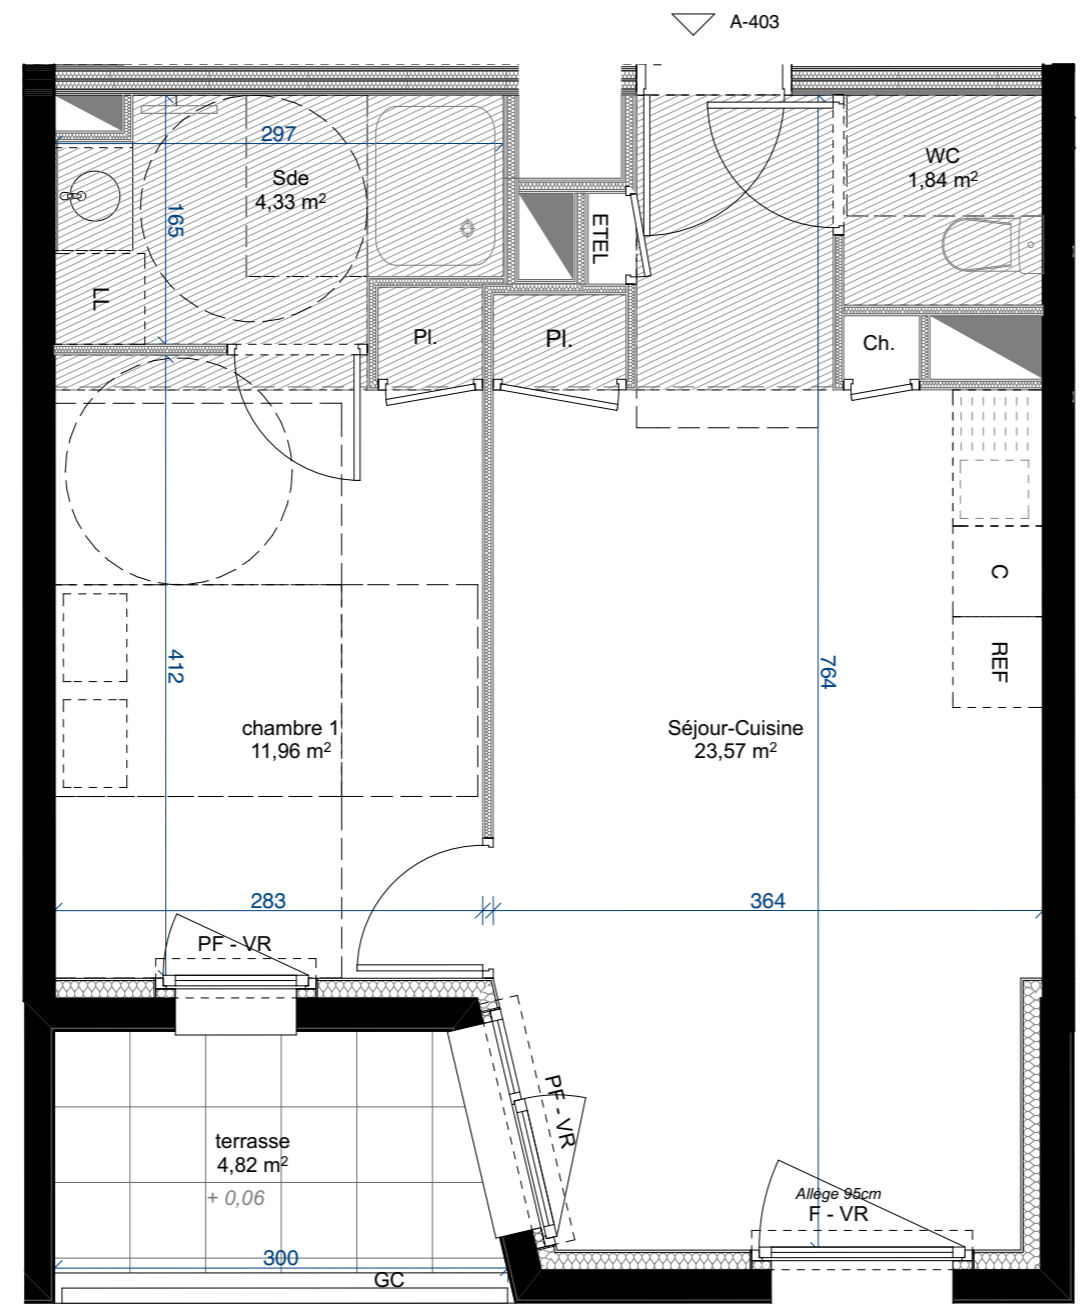 A-403
297
Sde
4,33 m²
165
LL
ETEL
WC
1,84 m²
Pl.
Pl.
Ch.
C
REF
412
764
chambre 1
11,96 m²
Séjour-Cuisine
23,57 m²
283
364
PF - VR
PF - VR
terrasse
4,82 m²
+ 0,06
Allège 95cm
F - VR
300
GC